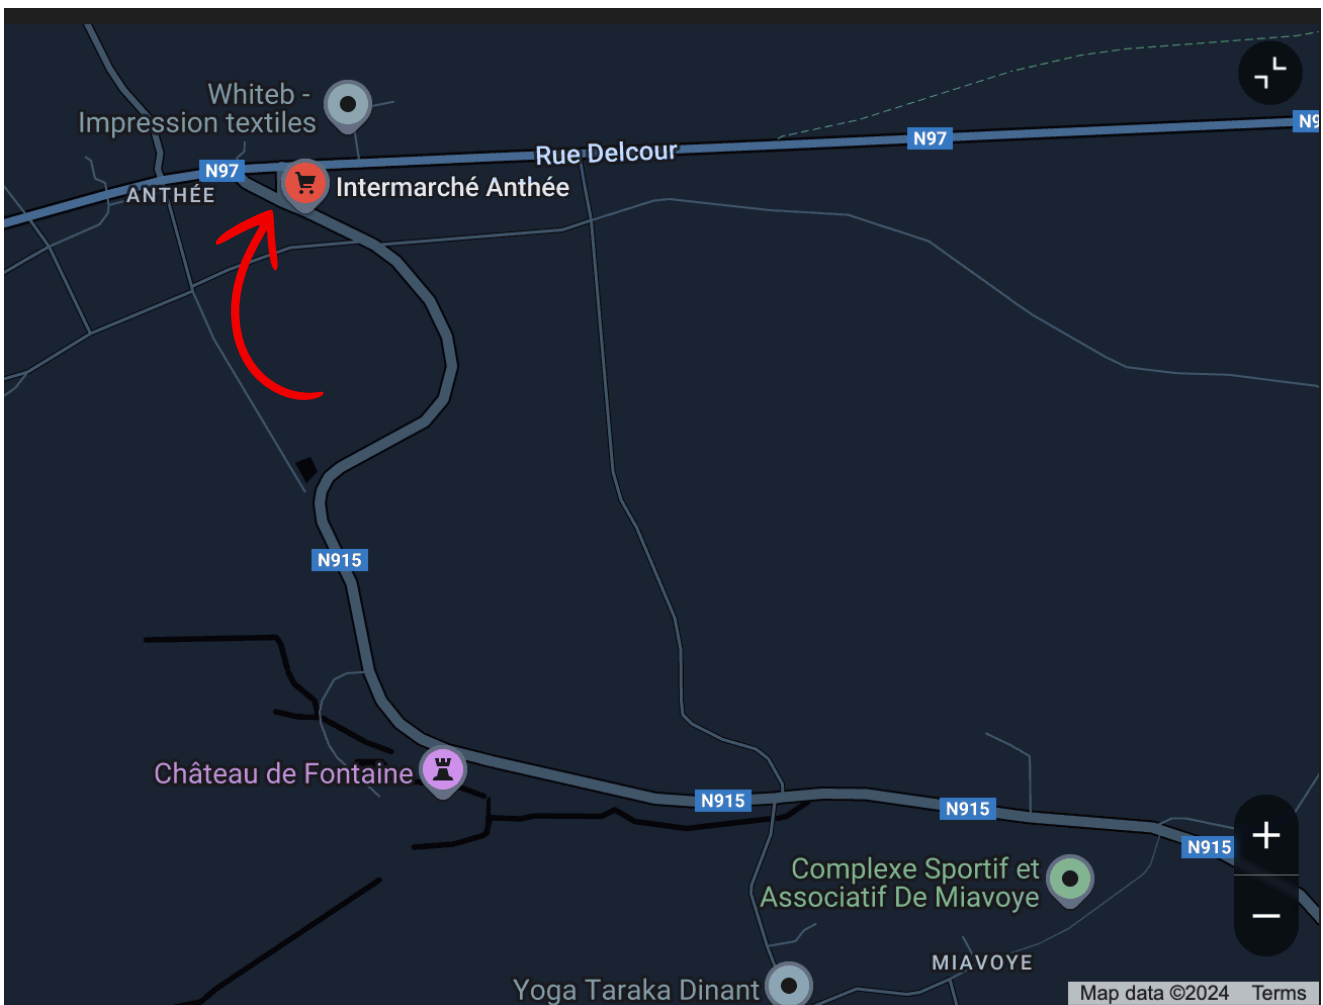 Whiteb -
Impression textiles
N97
N9
Rue Delcour
N97
Intermarché Anthée
ANTHÉE
N915
Château de Fontaine
N915
N915
N915
Complexe Sportif et
Associatif De Miavoye
MIAVOYE
Yoga Taraka Dinant
Map data ©2024 Terms